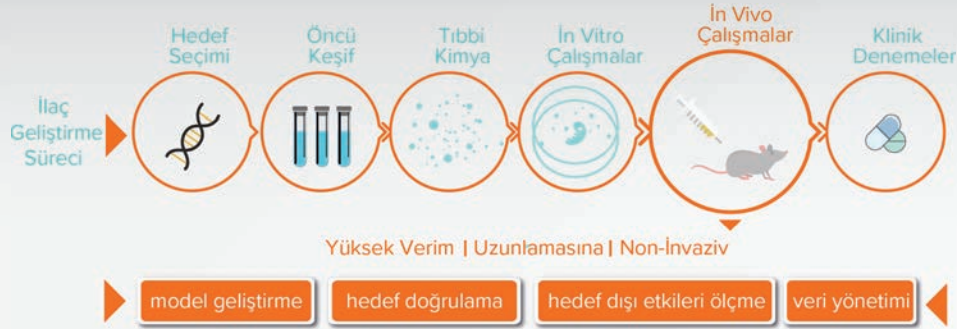 Hedef
Seçimi
Öncü
Keşif
Tıbbi
Kimya
İn Vitro
Çalışmalar
İn Vivo
Çalışmalar
Klinik
Denemeler
İlaç
Geliştirme
Süreci
Yüksek Verim | Uzunlamasına | Non-İnvaziv
model geliştirme
hedef doğrulama
hedef dışı etkileri ölçme
veri yönetimi